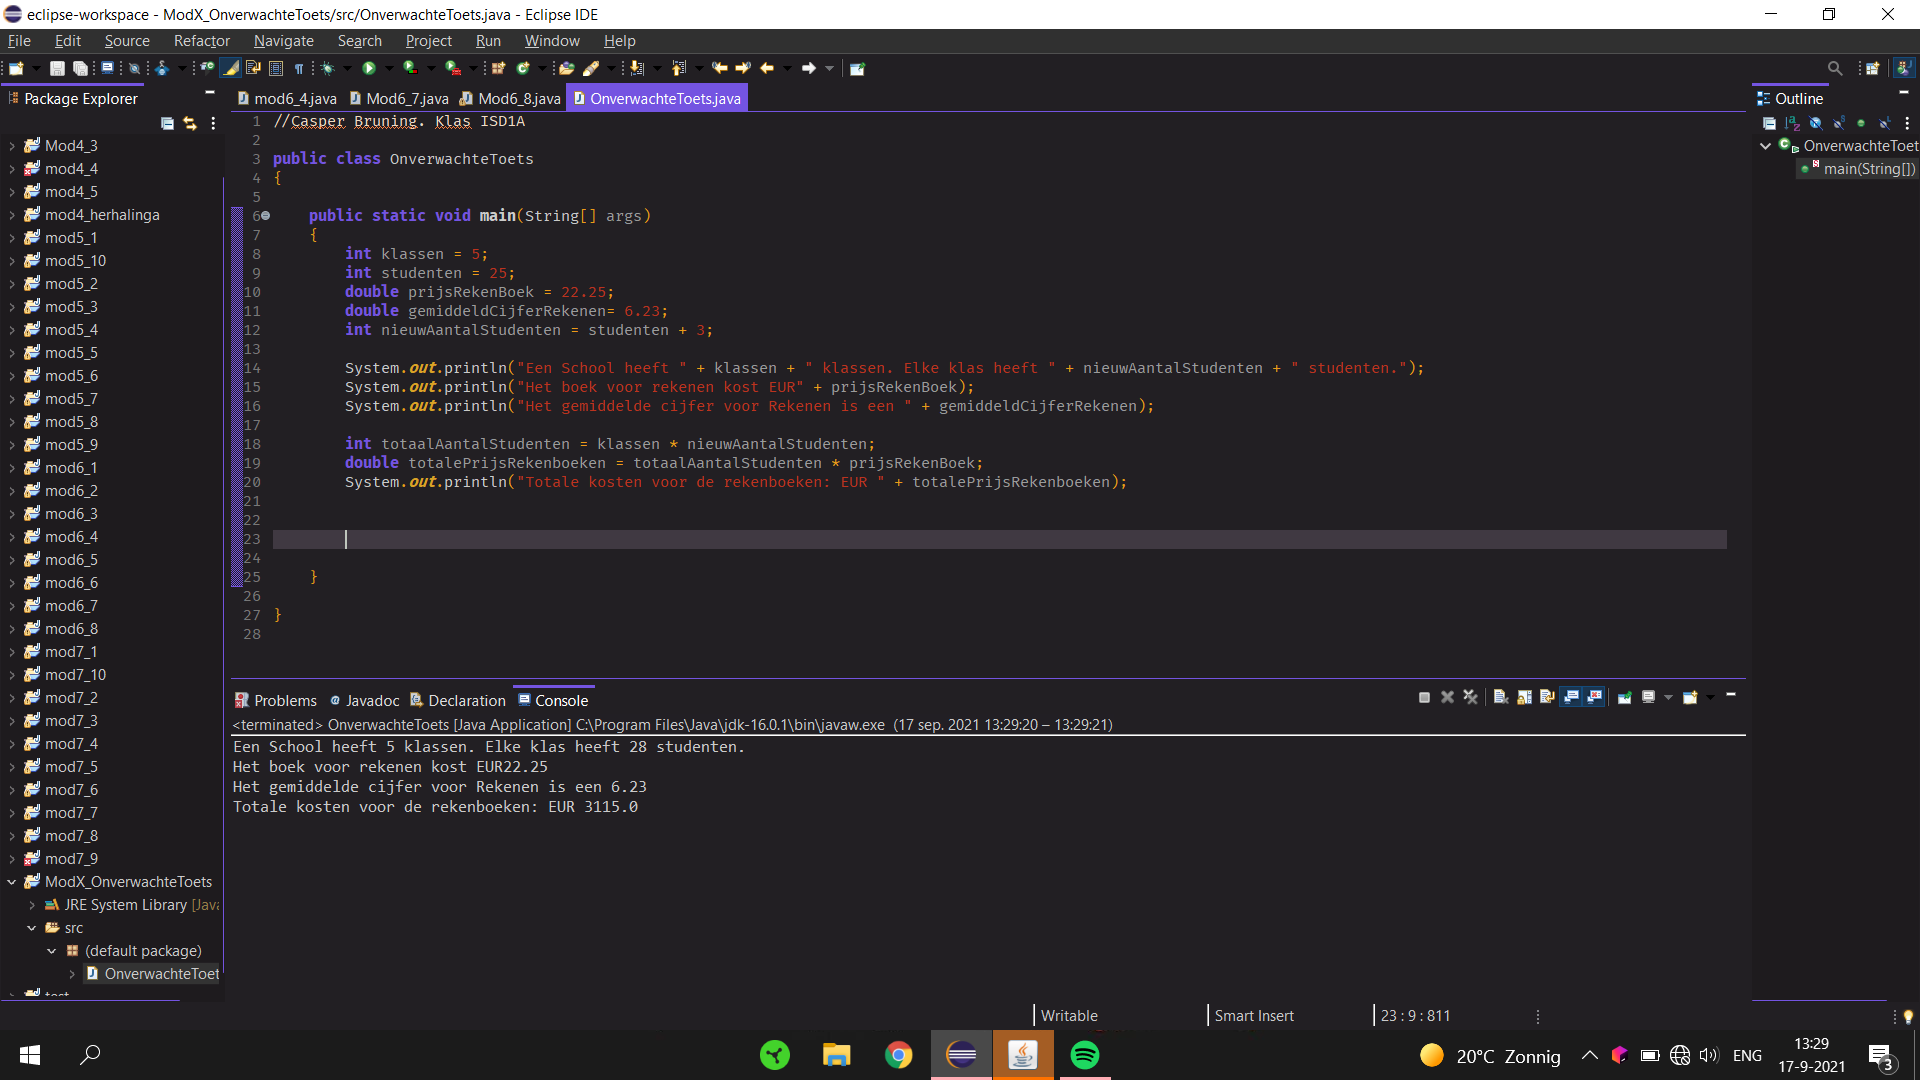 eclipse-workspace - ModX_OnverwachteToets/src/OnverwachteToets.java - Eclipse IDE
File Edit Source Refactor Navigate Search Project Run Window Help
Package Explorer
mod6_4.java Mod6_7.java Mod6_8.java OnverwachteToets.java
Outline
Mod4_3
mod4_4
mod4_5
mod4_herhalinga
mod5_1
mod5_10
mod5_2
mod5_3
mod5_4
mod5_5
mod5_6
mod5_7
mod5_8
mod5_9
mod6_1
mod6_2
mod6_3
mod6_4
mod6_5
mod6_6
mod6_7
mod6_8
mod7_1
mod7_10
mod7_2
mod7_3
mod7_4
mod7_5
mod7_6
mod7_7
mod7_8
mod7_9
ModX_OnverwachteToets
JRE System Library [Java
src
(default package)
OnverwachteToet
test
1 //Casper Bruning. Klas ISD1A
2
3 public class OnverwachteToets
4 {
5
6 public static void main(String[] args)
7 {
8 int klassen = 5;
9 int studenten = 25;
10 double prijsRekenBoek = 22.25;
11 double gemiddeldCijferRekenen= 6.23;
12 int nieuwAantalStudenten = studenten + 3;
13
14 System.out.println("Een School heeft " + klassen + " klassen. Elke klas heeft " + nieuwAantalStudenten + " studenten.");
15 System.out.println("Het boek voor rekenen kost EUR" + prijsRekenBoek);
16 System.out.println("Het gemiddelde cijfer voor Rekenen is een " + gemiddeldCijferRekenen);
17
18 int totaalAantalStudenten = klassen * nieuwAantalStudenten;
19 double totalePrijsRekenboeken = totaalAantalStudenten * prijsRekenBoek;
20 System.out.println("Totale kosten voor de rekenboeken: EUR " + totalePrijsRekenboeken);
21
22
23
24
25 }
26
27 }
28
OnverwachteToet
main(String[])
Problems Javadoc Declaration Console
<terminated> OnverwachteToets [Java Application] C:\Program Files\Java\jdk-16.0.1\bin\javaw.exe (17 sep. 2021 13:29:20 – 13:29:21)
Een School heeft 5 klassen. Elke klas heeft 28 studenten.
Het boek voor rekenen kost EUR22.25
Het gemiddelde cijfer voor Rekenen is een 6.23
Totale kosten voor de rekenboeken: EUR 3115.0
Writable Smart Insert 23 : 9 : 811
20°C Zonnig ENG 13:29
17-9-2021
3